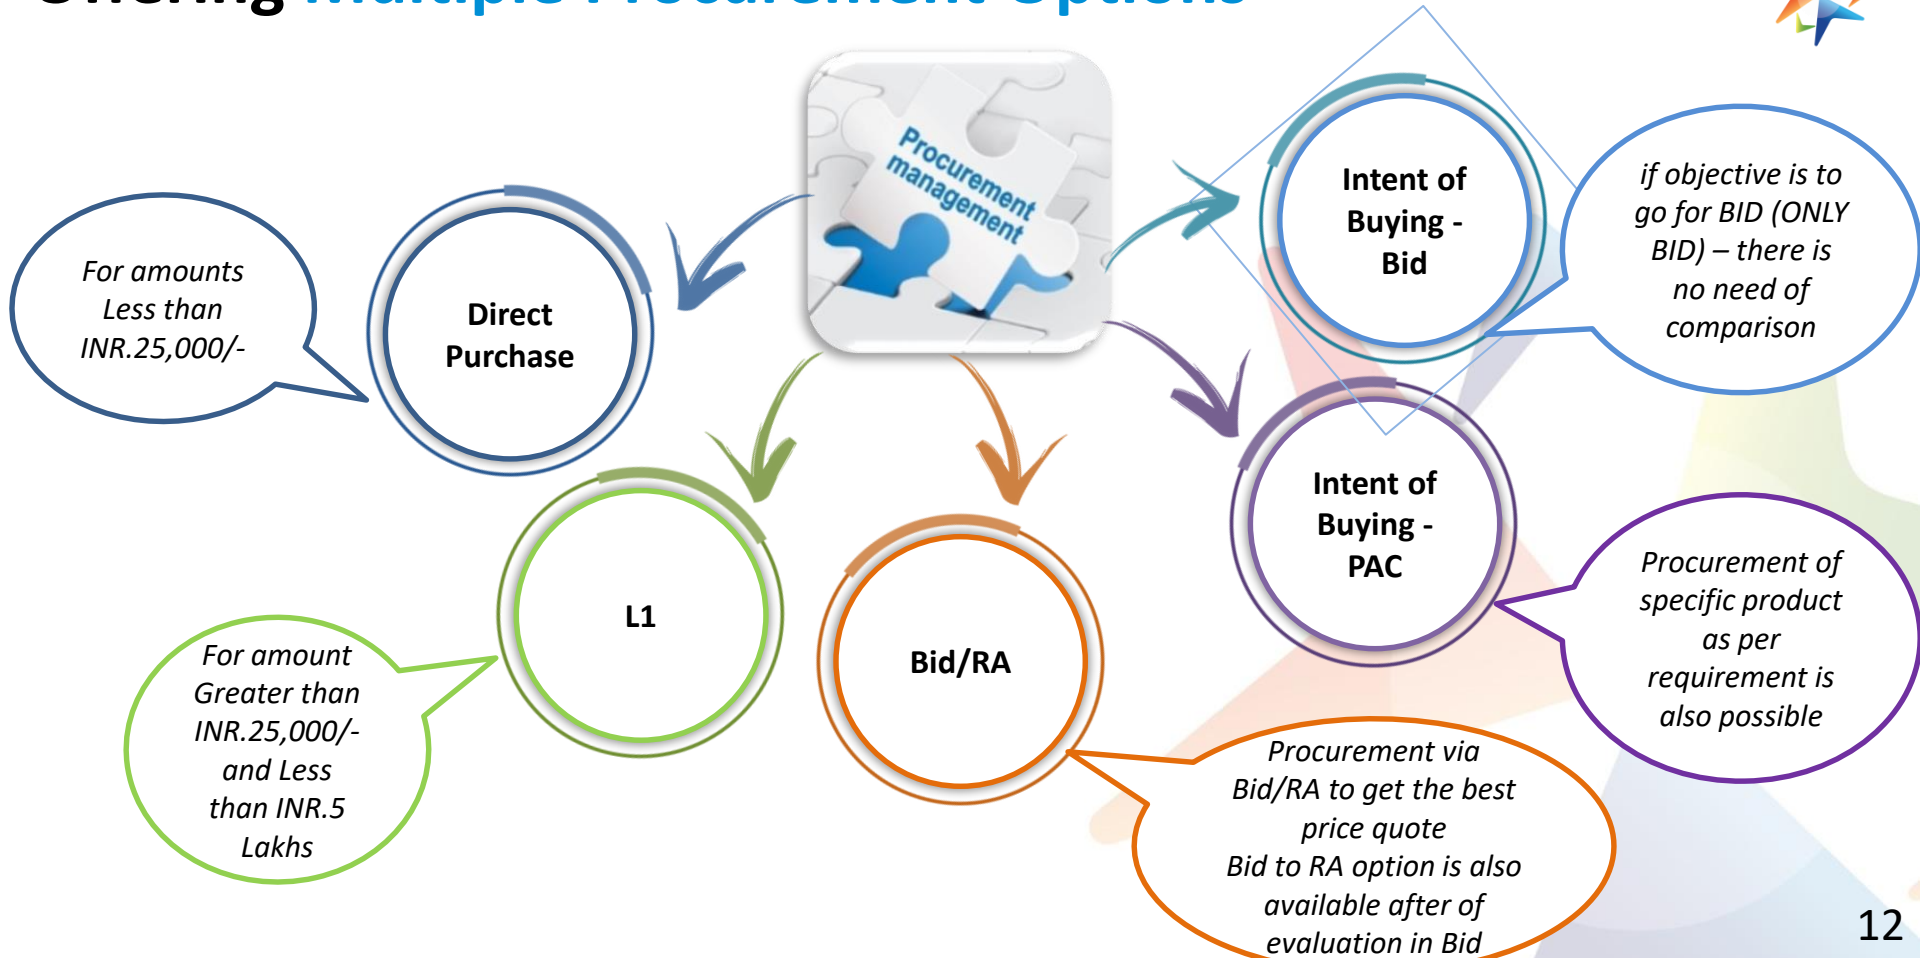 Offering Multiple Procurement Options
Procurement
management
For amounts
Less than
INR.25,000/-
Direct
Purchase
For amount
Greater than
INR.25,000/-
and Less
than INR.5
Lakhs
L1
Bid/RA
Procurement via
Bid/RA to get the best
price quote
Bid to RA option is also
available after of
evaluation in Bid
Intent of
Buying -
Bid
if objective is to
go for BID (ONLY
BID) – there is
no need of
comparison
Intent of
Buying -
PAC
Procurement of
specific product
as per
requirement is
also possible
12